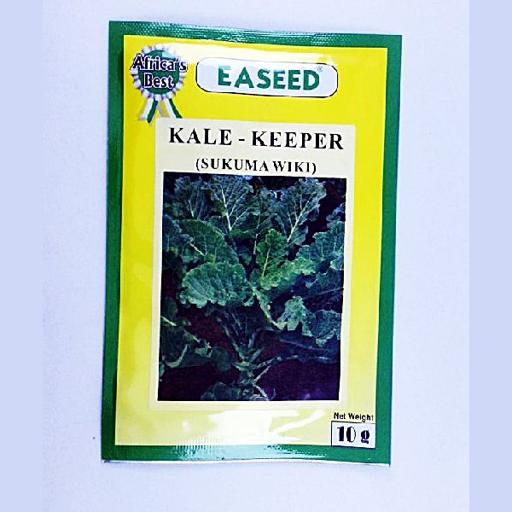 Africa's
Best
EASEED
KALE - KEEPER
(SUKUMA WIKI)
Net Weight
10 g